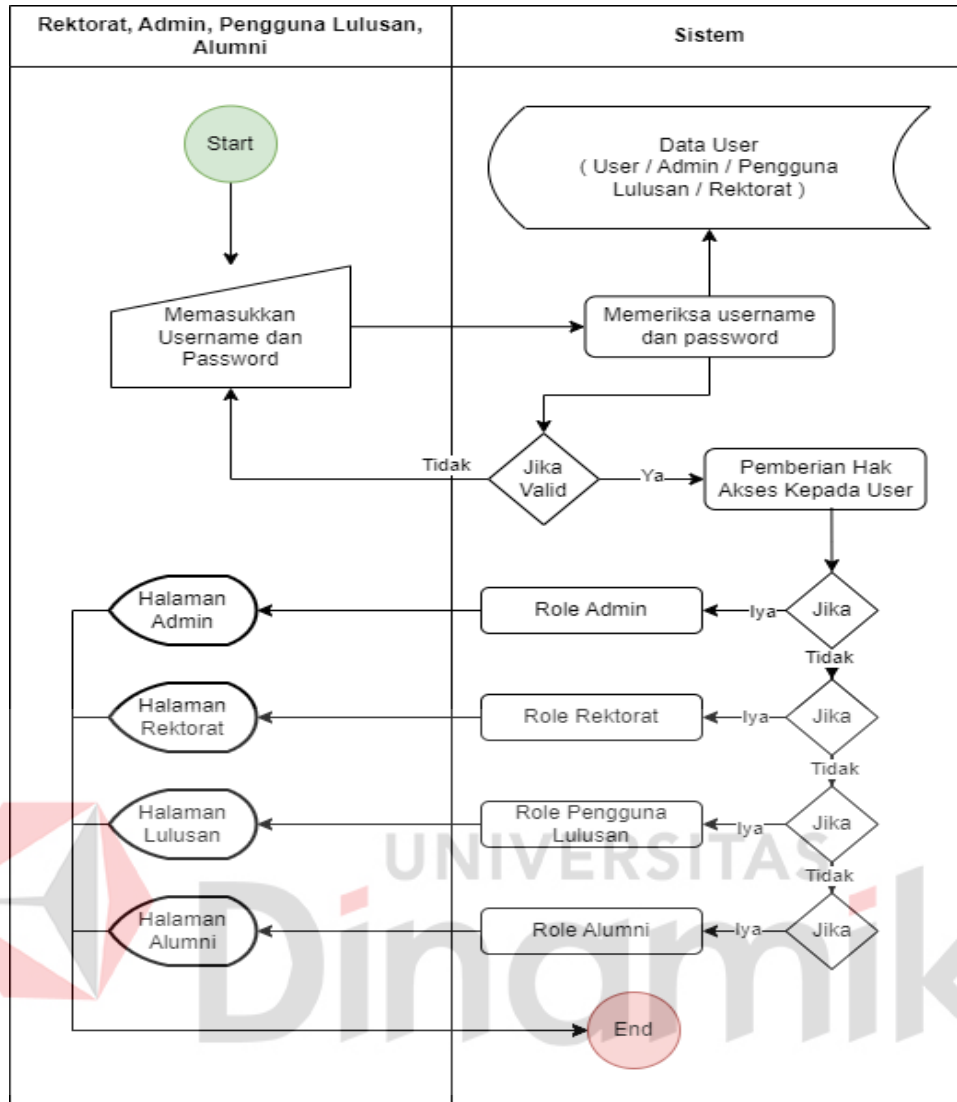 Rektorat, Admin, Pengguna Lulusan,
Alumni
Sistem
Start
Data User
( User / Admin / Pengguna
Lulusan / Rektorat )
Memasukkan
Username dan
Password
Memeriksa username
dan password
Tidak
Jika
Valid
Ya
Pemberian Hak
Akses Kepada User
Halaman
Admin
Role Admin
Iya
Jika
Tidak
Halaman
Rektorat
Role Rektorat
Iya
Jika
Tidak
Halaman
Lulusan
Role Pengguna
Lulusan
Iya
Jika
UNIVERSITAS
Tidak
Dinamik
Halaman
Alumni
Role Alumni
Iya
Jika
End